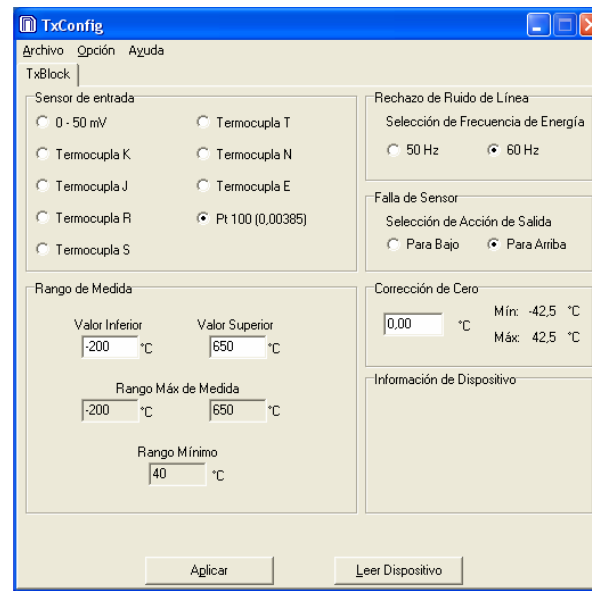 TxConfig
Archivo Opción Ayuda
TxBlock
Sensor de entrada
0 - 50 mV
Termocupla T
Termocupla K
Termocupla N
Termocupla J
Termocupla E
Termocupla R
Pt 100 (0,00385)
Termocupla S
Rechazo de Ruido de Línea
Selección de Frecuencia de Energía
50 Hz
60 Hz
Falla de Sensor
Selección de Acción de Salida
Para Bajo
Para Arriba
Rango de Medida
Valor Inferior
Valor Superior
-200 °C
650 °C
Rango Máx de Medida
-200 °C
650 °C
Rango Mínimo
40 °C
Corrección de Cero
0,00 °C
Mín: -42,5 °C
Máx: 42,5 °C
Información de Dispositivo
Aplicar
Leer Dispositivo